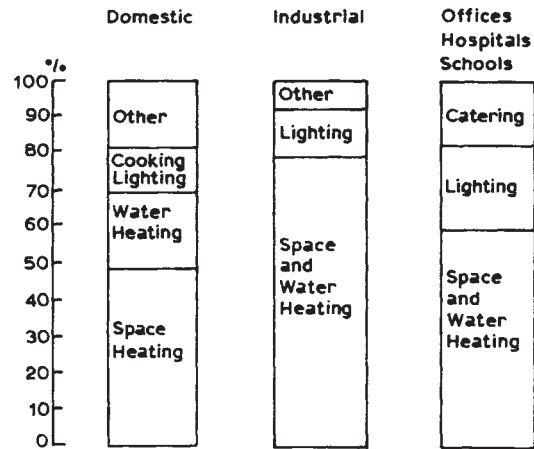 Domestic
Industrial
Offices
Hospitals
Schools
%
100
90
80
70
60
50
40
30
20
10
0
Other
Cooking
Lighting
Water
Heating
Space
Heating
Other
Lighting
Space
and
Water
Heating
Catering
Lighting
Space
and
Water
Heating